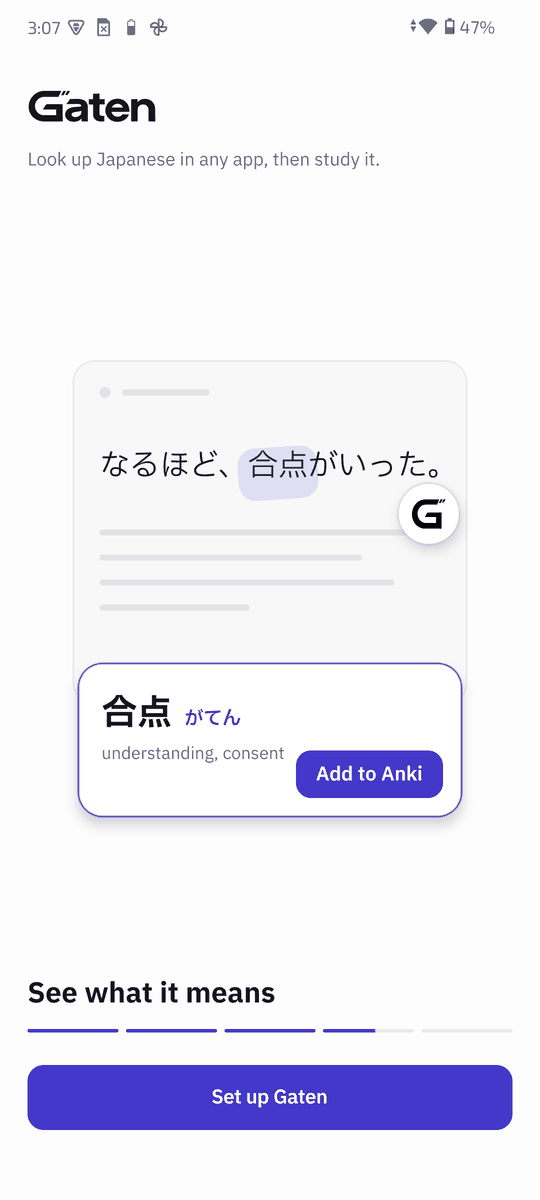 3:07
47%
Gaten
Look up Japanese in any app, then study it.
なるほど、合点がいった。
G
合点 がてん
understanding, consent
Add to Anki
See what it means
Set up Gaten